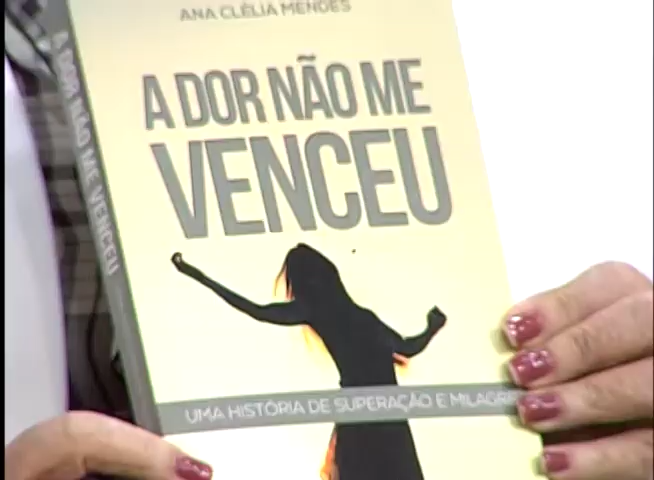 ANA CLÉLIA MENDES
A DOR NÃO ME
VENCEU
UMA HISTÓRIA DE SUPERAÇÃO E
A DOR NÃO ME VENCEU